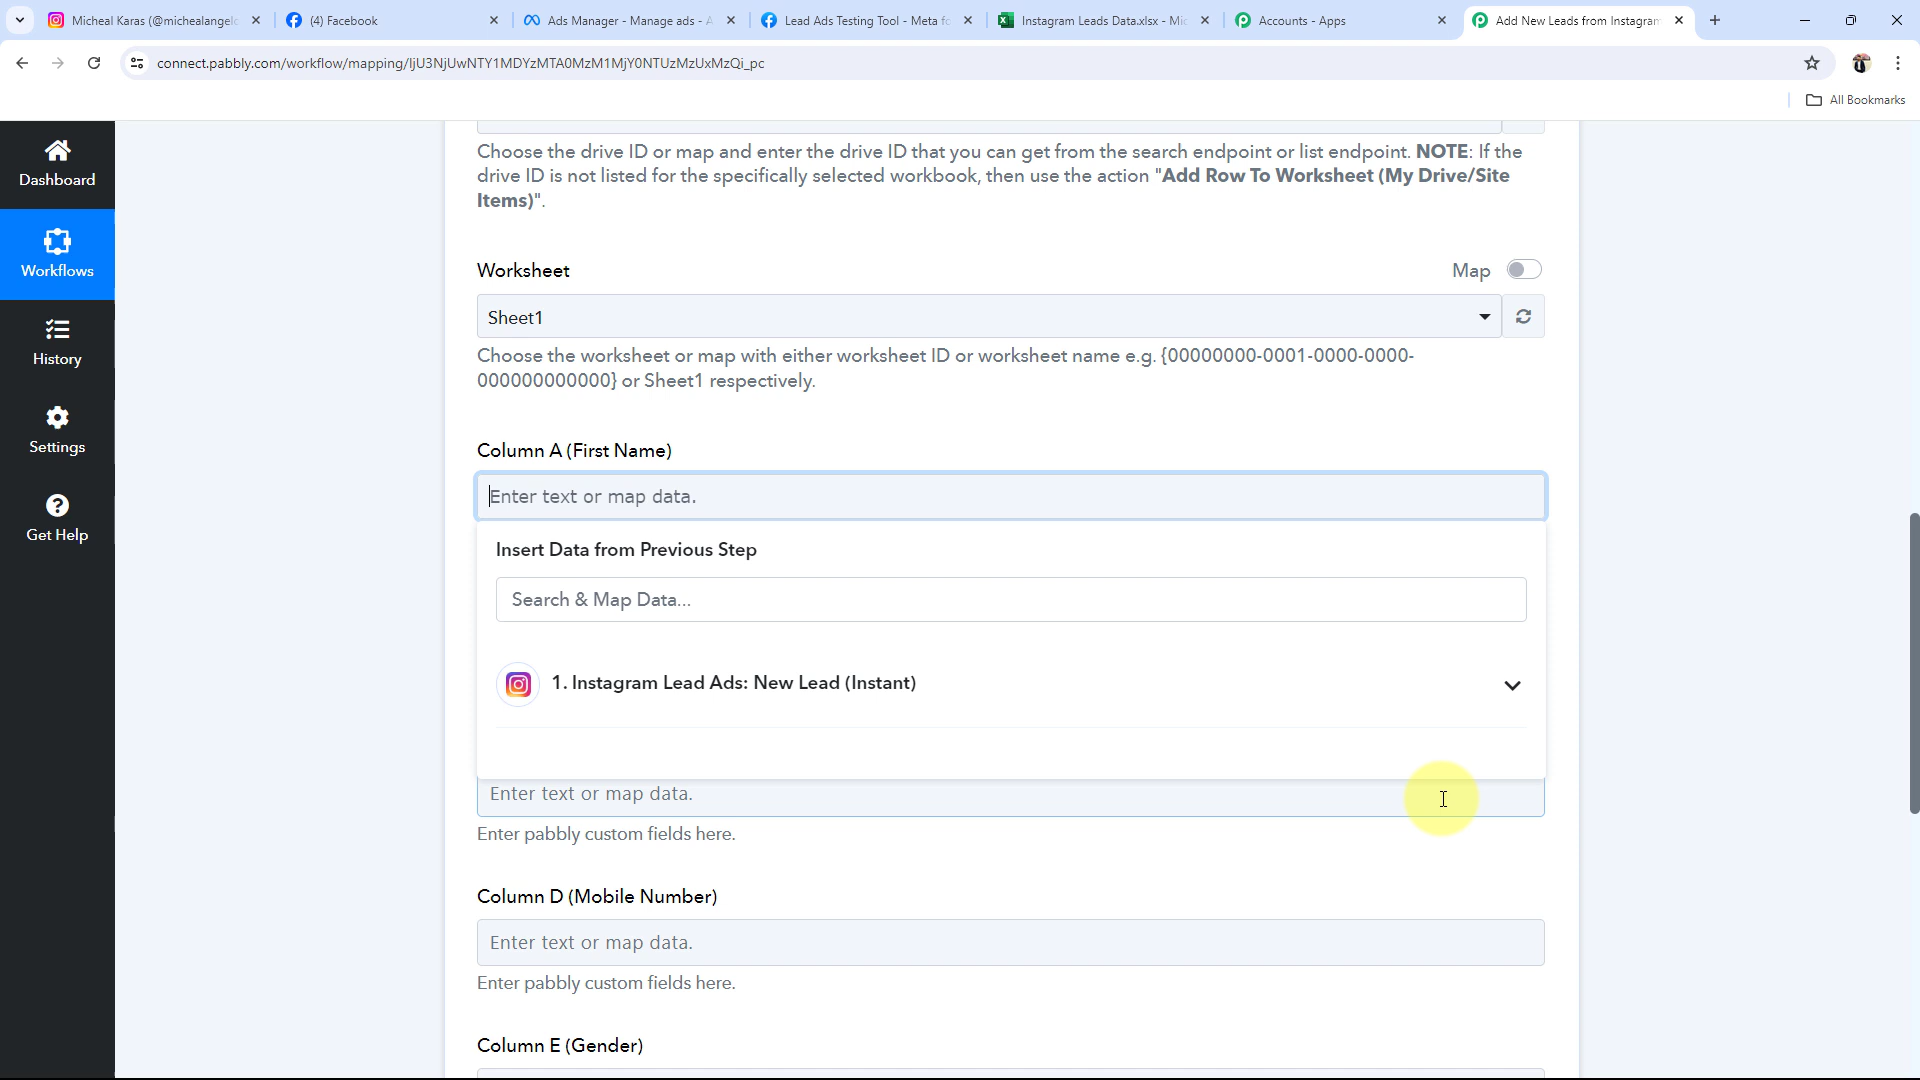 Micheal Karas (@michealangelo
(4) Facebook
Ads Manager - Manage ads - A
Lead Ads Testing Tool - Meta fo
Instagram Leads Data.xlsx - Mic
Accounts - Apps
Add New Leads from Instagram
connect.pabbly.com/workflow/mapping/IjU3NjUwNTY1MDYzMTA0MzM1MjY0NTUzMzUxMzQi_pc
All Bookmarks
Dashboard
Workflows
History
Settings
Get Help
Choose the drive ID or map and enter the drive ID that you can get from the search endpoint or list endpoint. NOTE: If the
drive ID is not listed for the specifically selected workbook, then use the action "Add Row To Worksheet (My Drive/Site
Items)".
Worksheet
Map
Sheet1
Choose the worksheet or map with either worksheet ID or worksheet name e.g. {00000000-0001-0000-0000-
000000000000} or Sheet1 respectively.
Column A (First Name)
Enter text or map data.
Insert Data from Previous Step
Search & Map Data...
1. Instagram Lead Ads: New Lead (Instant)
Enter text or map data.
Enter pabbly custom fields here.
Column D (Mobile Number)
Enter text or map data.
Enter pabbly custom fields here.
Column E (Gender)